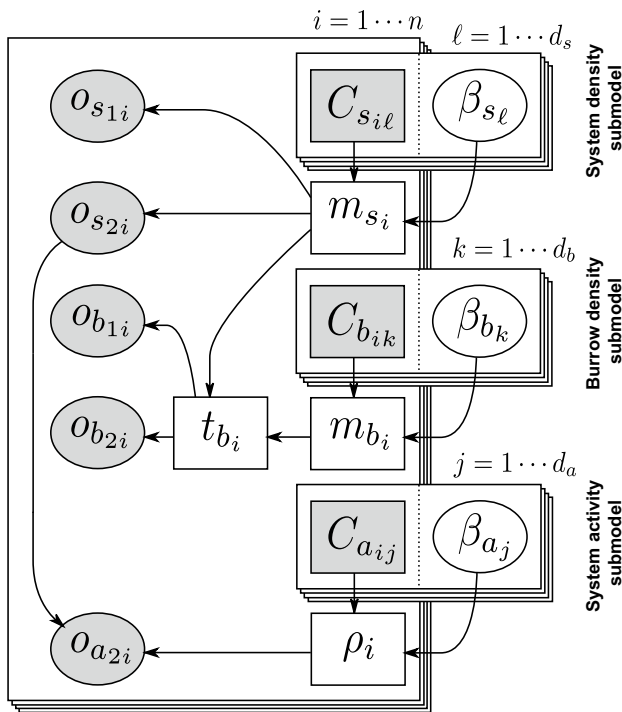 i = 1 ⋯ n
ℓ = 1 ⋯ d_s
o_{s_{1i}}
C_{s_{iℓ}}
β_{s_ℓ}
System density
submodel
o_{s_{2i}}
m_{s_i}
k = 1 ⋯ d_b
o_{b_{1i}}
C_{b_{ik}}
β_{b_k}
Burrow density
submodel
o_{b_{2i}}
t_{b_i}
m_{b_i}
j = 1 ⋯ d_a
C_{a_{ij}}
β_{a_j}
System activity
submodel
o_{a_{2i}}
ρ_i